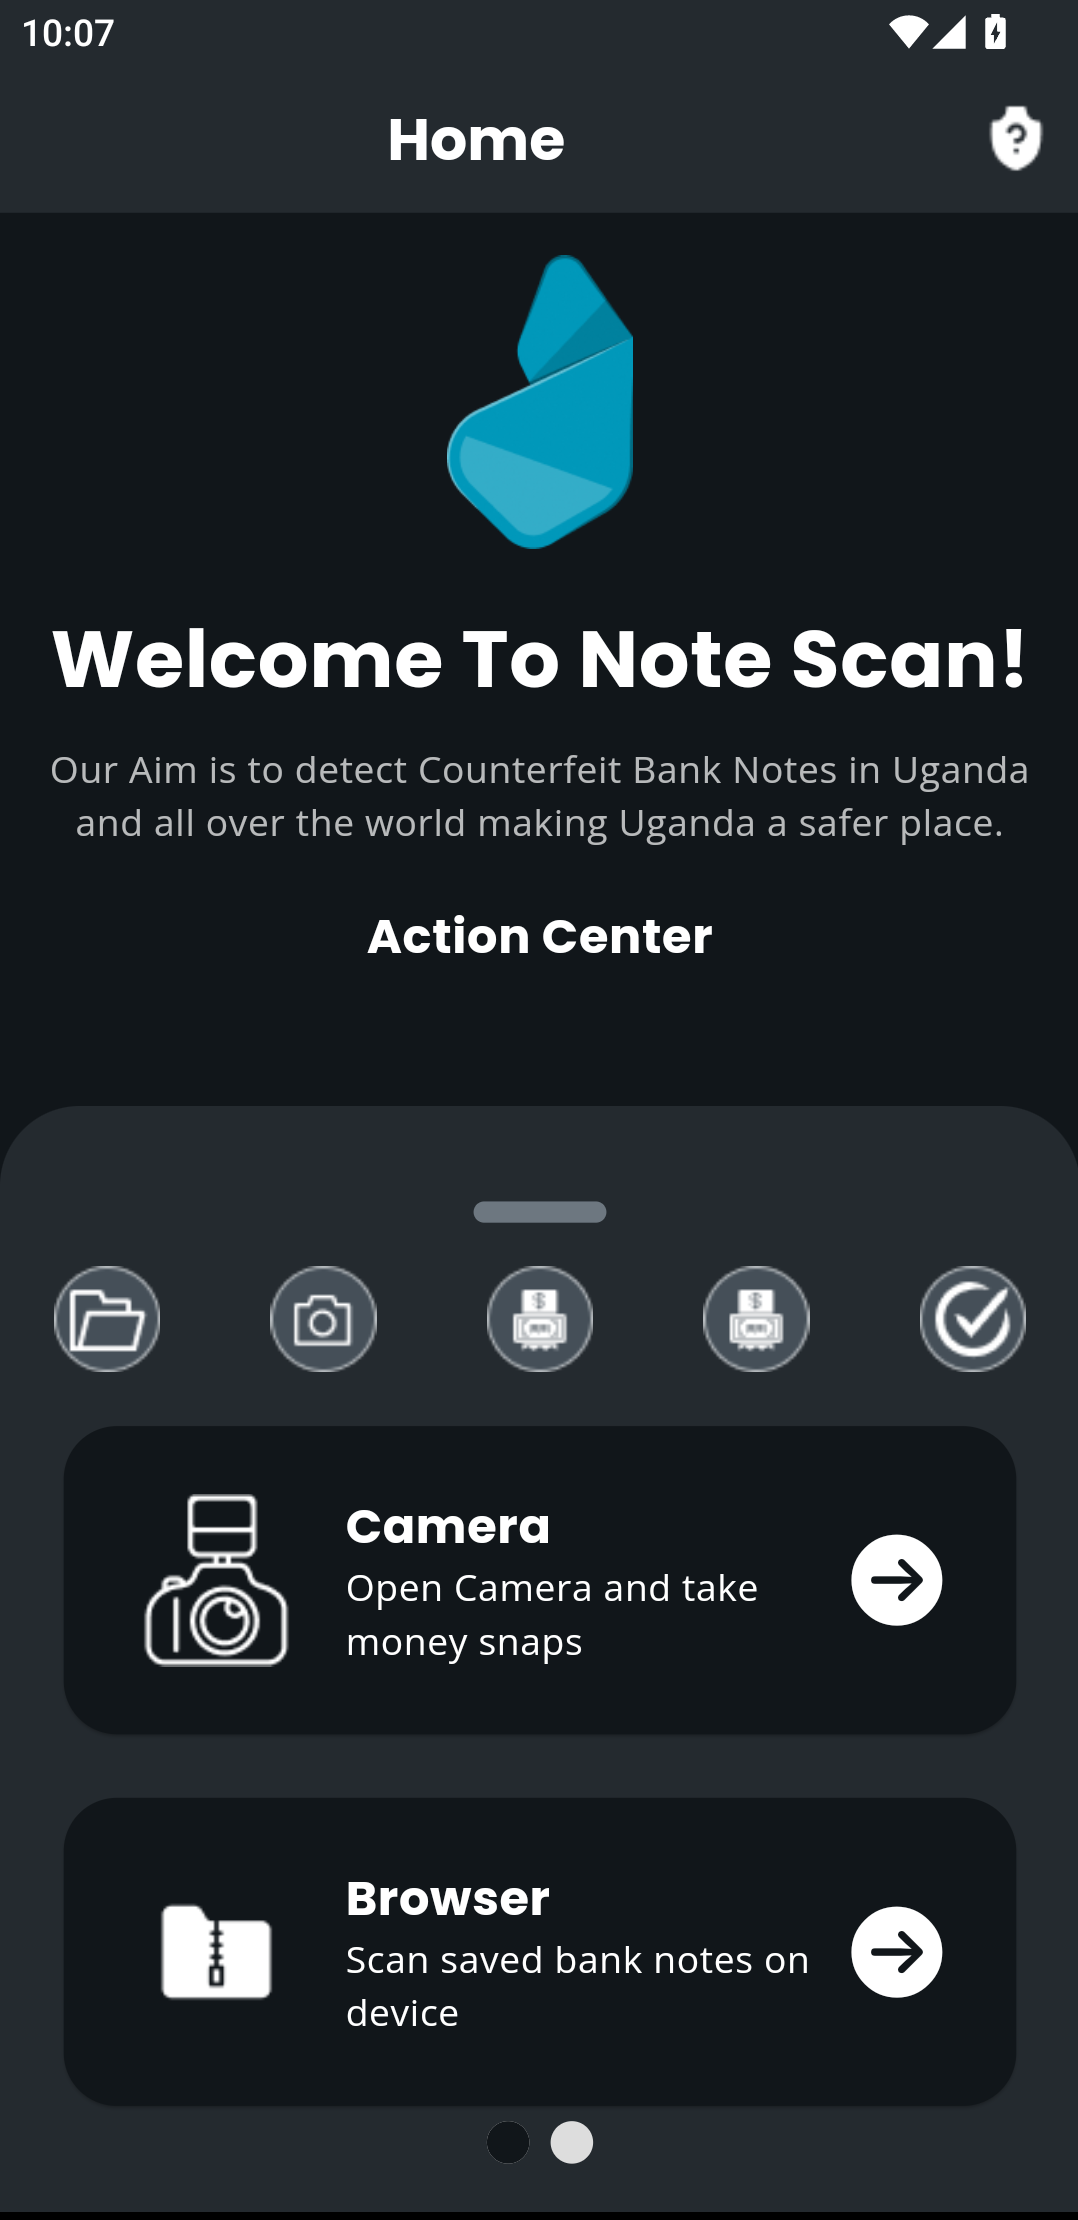 10:07
Home
Welcome To Note Scan!
Our Aim is to detect Counterfeit Bank Notes in Uganda
and all over the world making Uganda a safer place.
Action Center
Camera
Open Camera and take
money snaps
Browser
Scan saved bank notes on
device